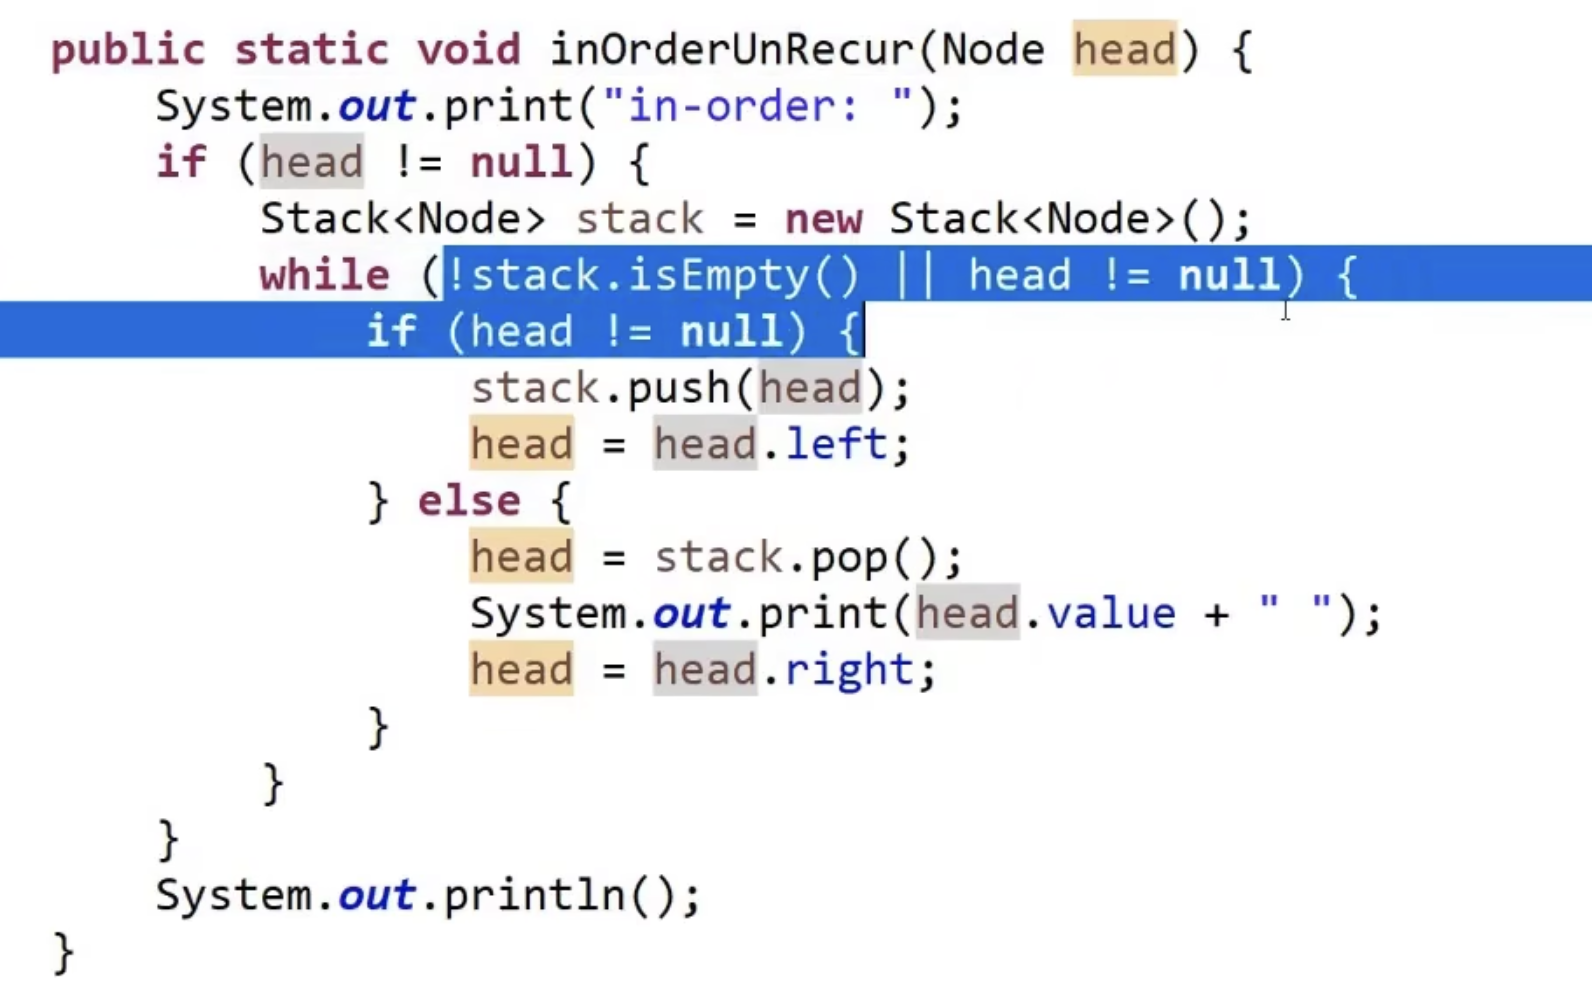 public static void inOrderUnRecur(Node head) {
    System.out.print("in-order: ");
    if (head != null) {
        Stack<Node> stack = new Stack<Node>();
        while (!stack.isEmpty() || head != null) {
            if (head != null) {
                stack.push(head);
                head = head.left;
            } else {
                head = stack.pop();
                System.out.print(head.value + " ");
                head = head.right;
            }
        }
    }
    System.out.println();
}